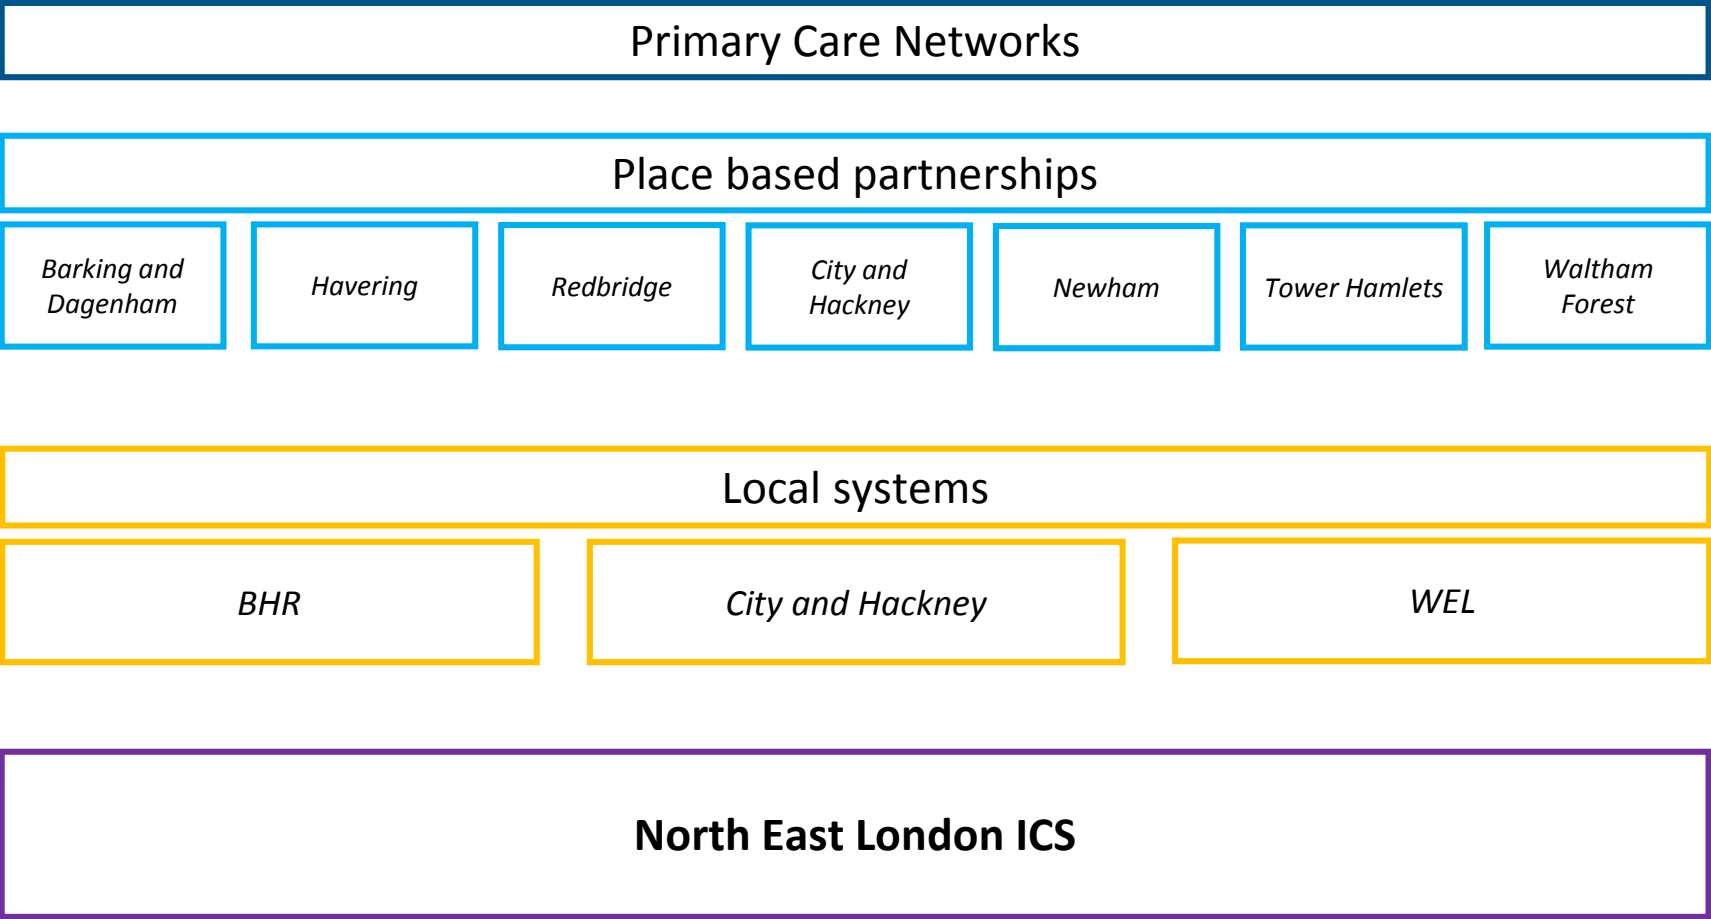 Primary Care Networks
Place based partnerships
Barking and
Dagenham
Havering
Redbridge
City and
Hackney
Newham
Tower Hamlets
Waltham
Forest
Local systems
BHR
City and Hackney
WEL
North East London ICS